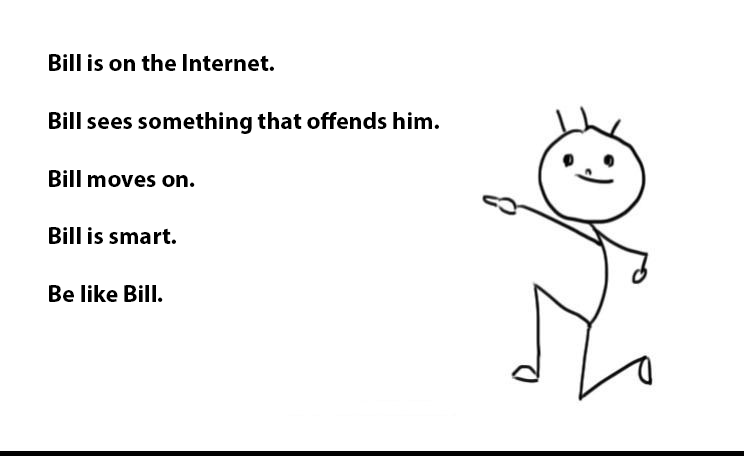 Bill is on the Internet.
Bill sees something that offends him.
Bill moves on.
Bill is smart.
Be like Bill.